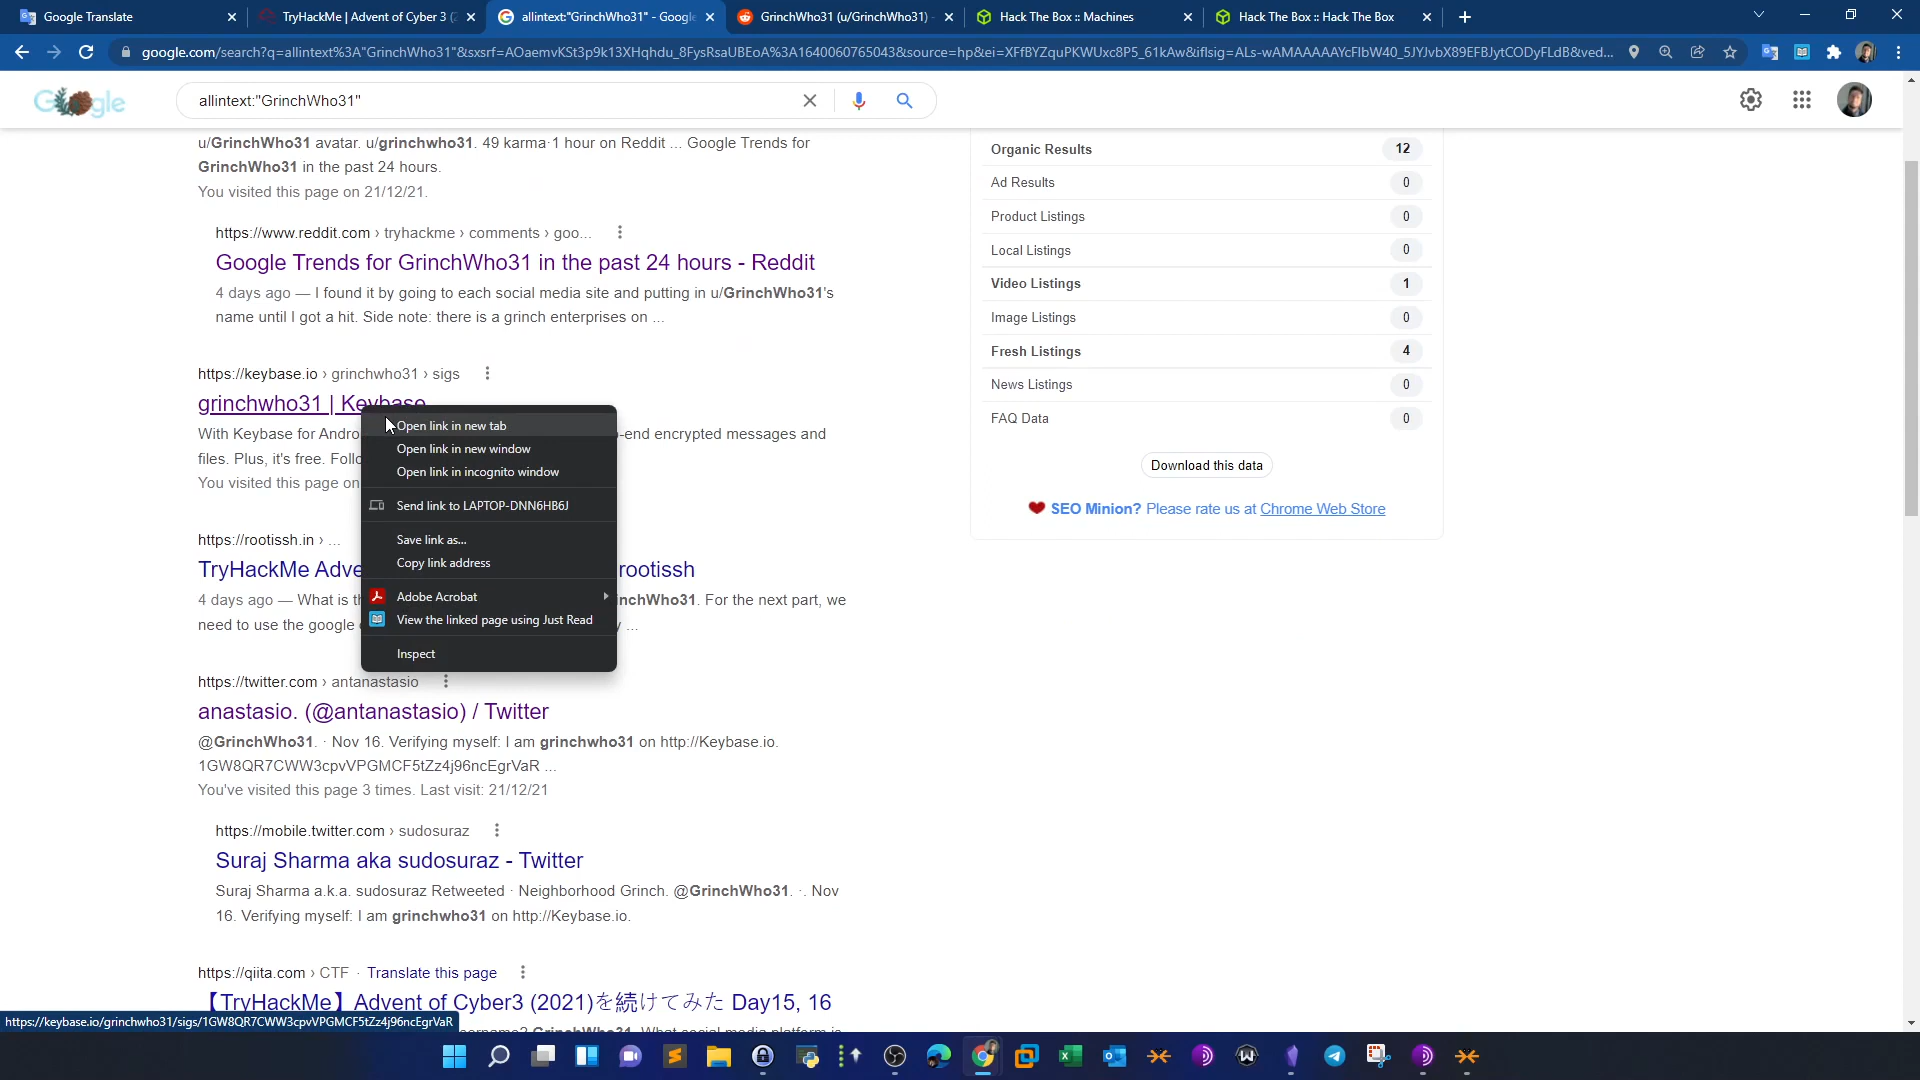 Google Translate
TryHackMe | Advent of Cyber 3 (2
allintext:"GrinchWho31" - Google
GrinchWho31 (u/GrinchWho31) -
Hack The Box :: Machines
Hack The Box :: Hack The Box
google.com/search?q=allintext%3A"GrinchWho31"&sxsrf=AOaemvKSt3p9k13XHqhdu_8FysRsaUBEoA%3A1640060765043&source=hp&ei=XFfBYZquPKWUxc8P5_61kAw&iflsig=ALs-wAMAAAAAYcFlbW40_5JYJvbX89EFBJytCODyFLdB8&ved...
Google
allintext:"GrinchWho31"
u/GrinchWho31 avatar. u/grinchwho31. 49 karma·1 hour on Reddit ... Google Trends for
GrinchWho31 in the past 24 hours.
You visited this page on 21/12/21.
https://www.reddit.com › tryhackme › comments › goo...
Google Trends for GrinchWho31 in the past 24 hours - Reddit
4 days ago — I found it by going to each social media site and putting in u/GrinchWho31's
name until I got a hit. Side note: there is a grinch enterprises on ...
https://keybase.io › grinchwho31 › sigs
grinchwho31 | Keybase
With Keybase for Andro
-end encrypted messages and
files. Plus, it's free. Follo
You visited this page on
https://rootissh.in › ...
TryHackMe Adve
rootissh
4 days ago — What is th
inchWho31. For the next part, we
need to use the google
y ...
https://twitter.com › antanastasio
anastasio. (@antanastasio) / Twitter
@GrinchWho31. · Nov 16. Verifying myself: I am grinchwho31 on http://Keybase.io.
1GW8QR7CWW3cpvVPGMCF5tZz4j96ncEgrVaR ...
You've visited this page 3 times. Last visit: 21/12/21
https://mobile.twitter.com › sudosuraz
Suraj Sharma aka sudosuraz - Twitter
Suraj Sharma a.k.a. sudosuraz Retweeted · Neighborhood Grinch. @GrinchWho31. ·. Nov
16. Verifying myself: I am grinchwho31 on http://Keybase.io.
https://qiita.com › CTF · Translate this page
【TryHackMe】Advent of Cyber3 (2021)を続けてみた Day15, 16
https://keybase.io/grinchwho31/sigs/1GW8QR7CWW3cpvVPGMCF5tZz4j96ncEgrVaR
Open link in new tab
Open link in new window
Open link in incognito window
Send link to LAPTOP-DNN6HB6J
Save link as...
Copy link address
Adobe Acrobat
View the linked page using Just Read
Inspect
Organic Results 12
Ad Results 0
Product Listings 0
Local Listings 0
Video Listings 1
Image Listings 0
Fresh Listings 4
News Listings 0
FAQ Data 0
Download this data
SEO Minion? Please rate us at Chrome Web Store